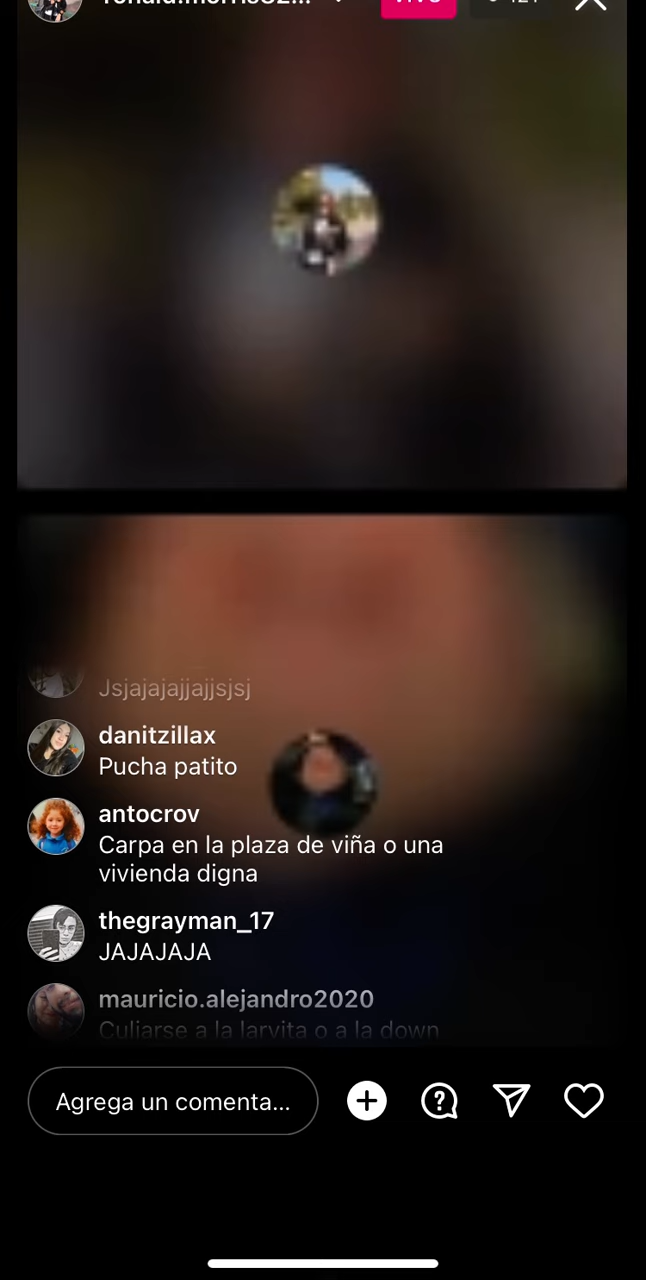 Jsjajajajjajjsjsj
danitzillax
Pucha patito
antocrov
Carpa en la plaza de viña o una
vivienda digna
thegrayman_17
JAJAJAJA
mauricio.alejandro2020
Culiarse a la larvita o a la down
Agrega un comenta...